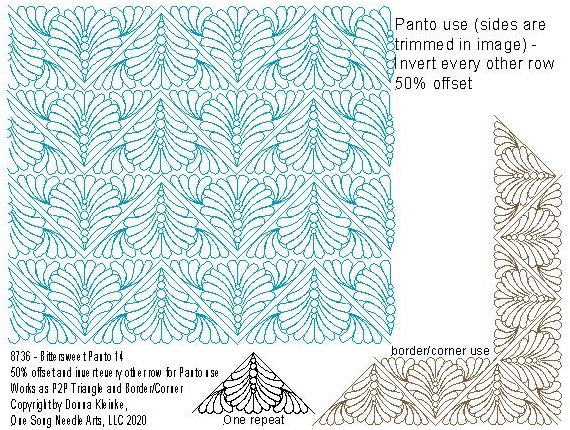 Panto use (sides are
trimmed in image) -
Invert every other row
50% offset
border/corner use
8736 - Bittersweet Panto 14
50% offset and invert every other row for Panto use
Works as P2P Triangle and Border/Corner
Copyright by Donna Kleinke,
One Song Needle Arts, LLC 2020
One repeat